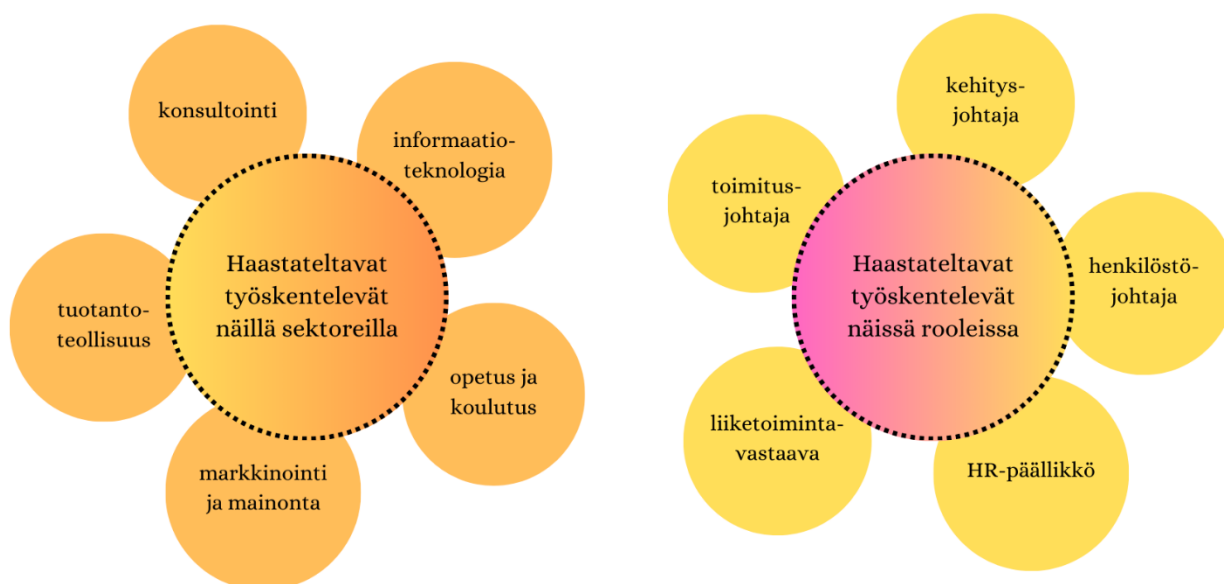 konsultointi
informaatio-
teknologia
tuotanto-
teollisuus
Haastateltavat
työskentelevät
näillä sektoreilla
opetus ja
koulutus
markkinointi
ja mainonta
kehitys-
johtaja
toimitus-
johtaja
Haastateltavat
työskentelevät
näissä rooleissa
henkilöstö-
johtaja
liiketoiminta-
vastaava
HR-päällikkö